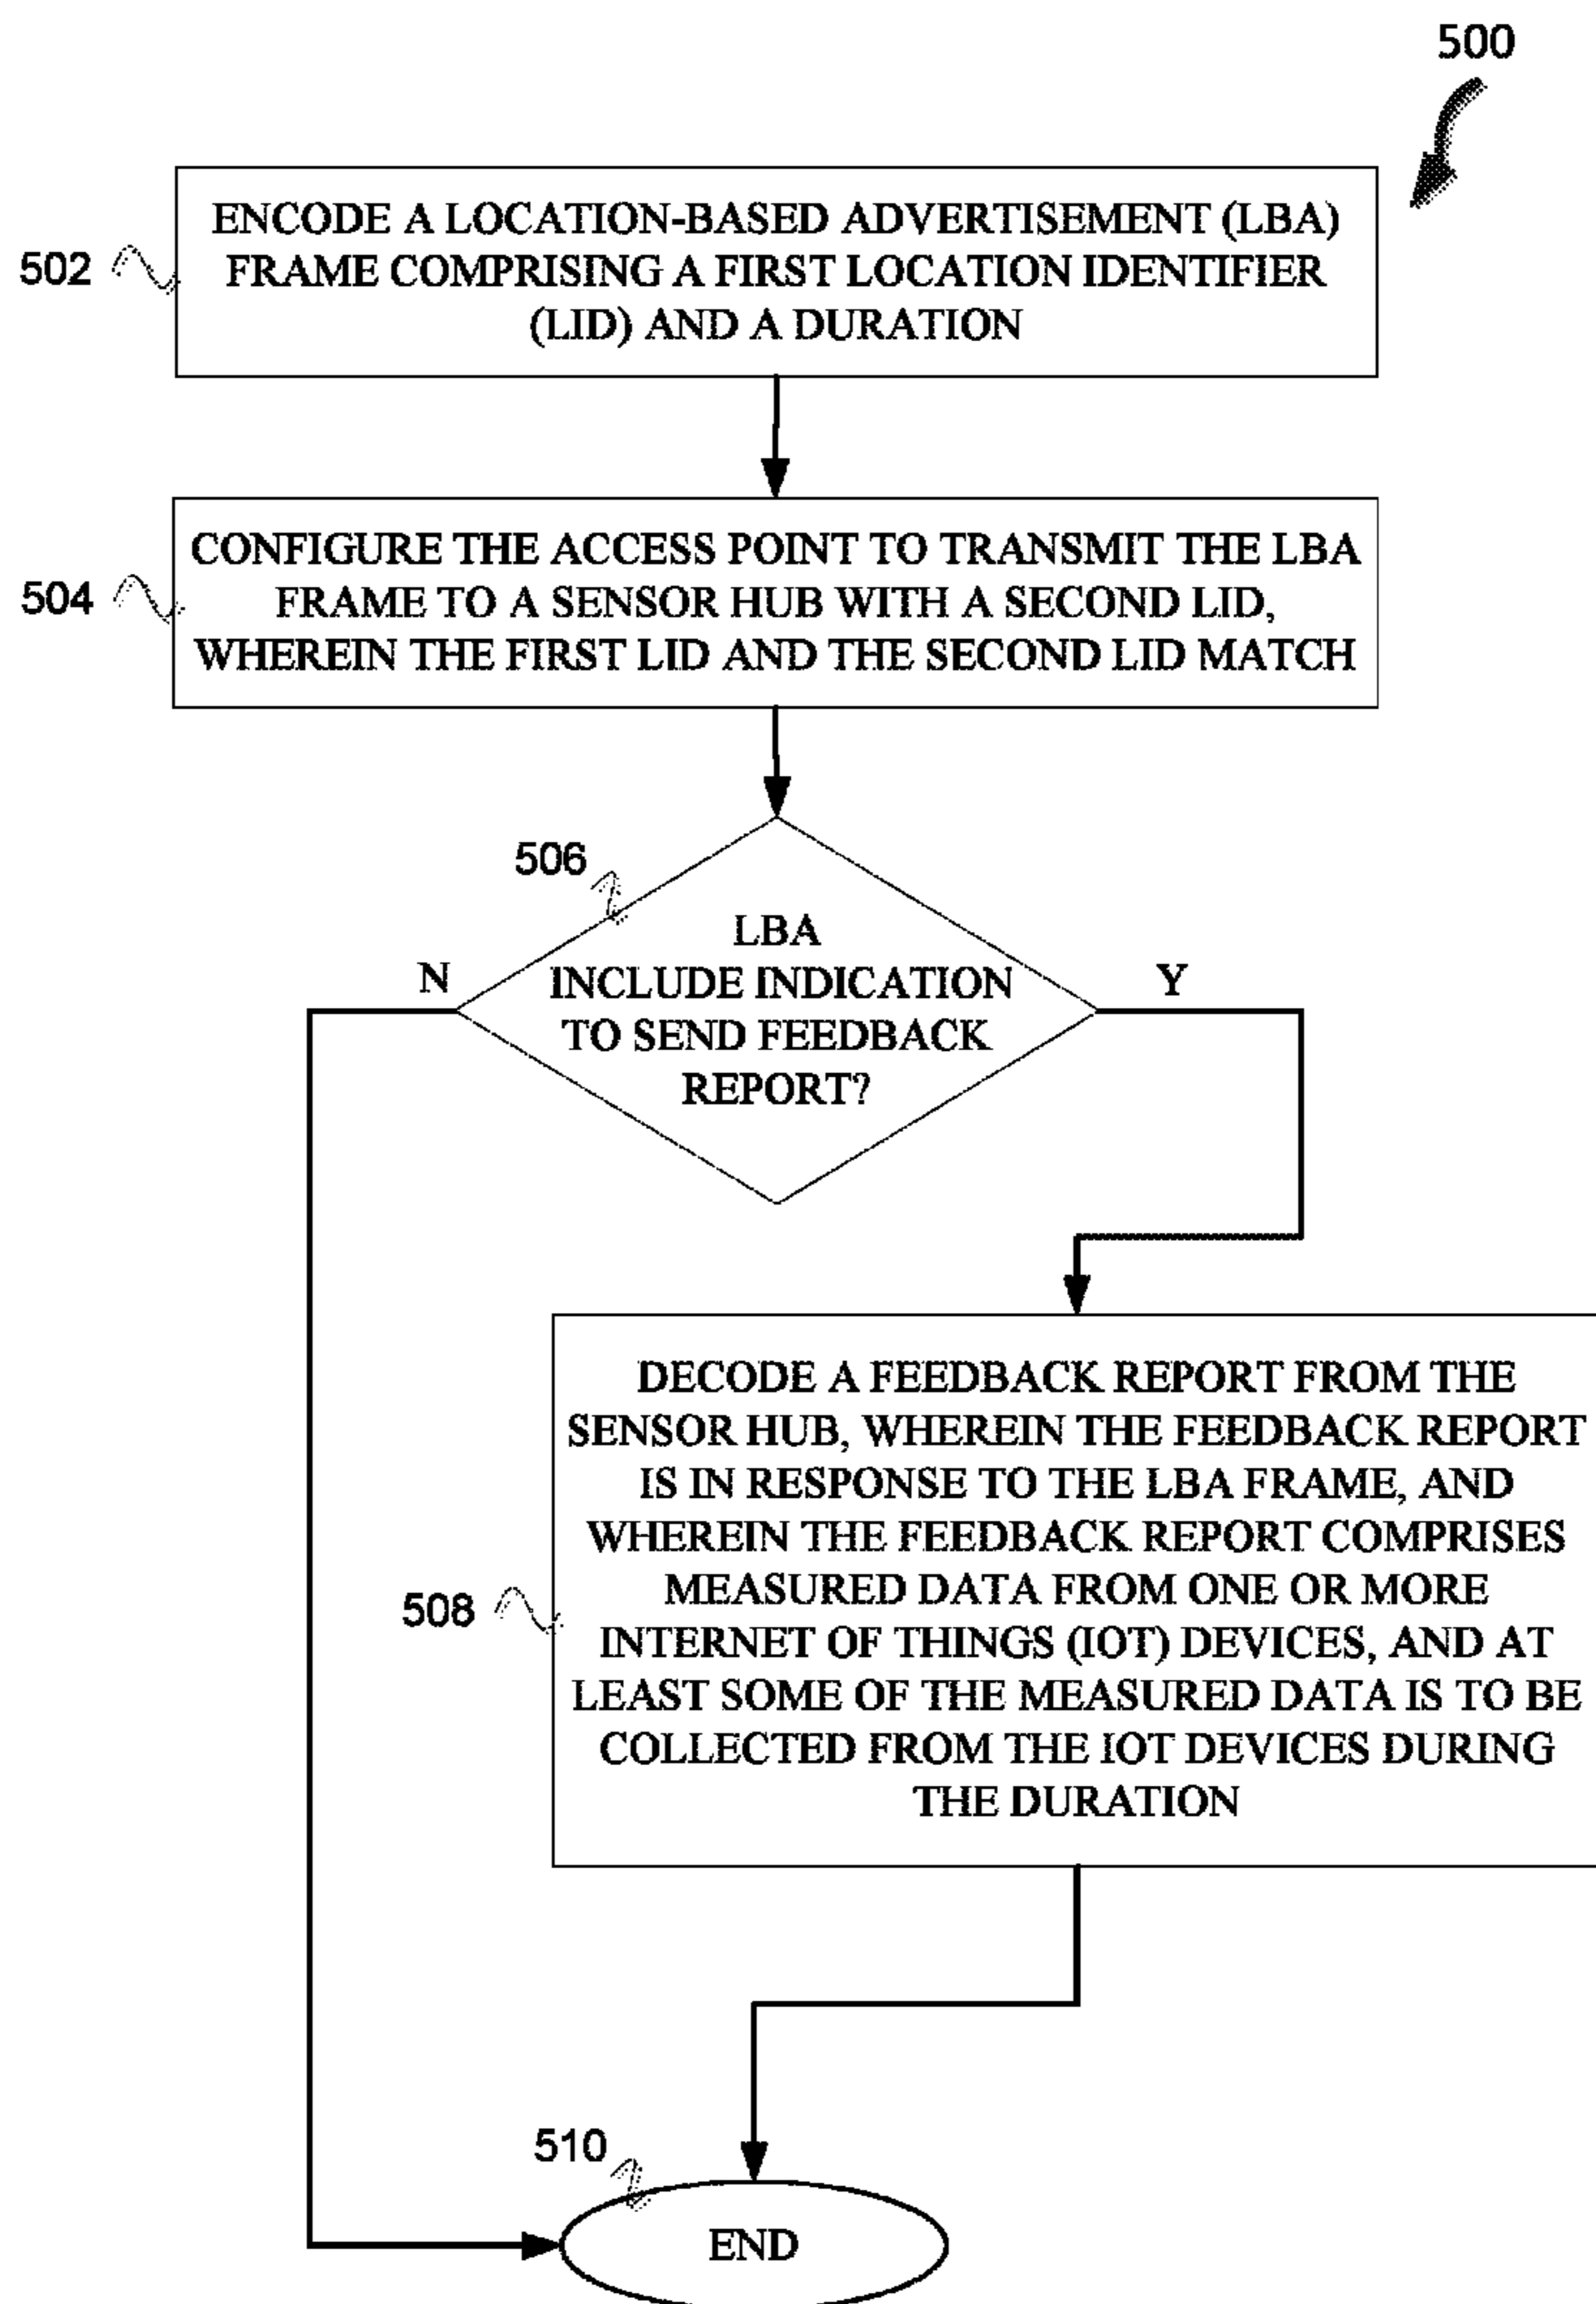 500
ENCODE A LOCATION-BASED ADVERTISEMENT (LBA)
FRAME COMPRISING A FIRST LOCATION IDENTIFIER
(LID) AND A DURATION
502
CONFIGURE THE ACCESS POINT TO TRANSMIT THE LBA
FRAME TO A SENSOR HUB WITH A SECOND LID,
WHEREIN THE FIRST LID AND THE SECOND LID MATCH
504
506
LBA
INCLUDE INDICATION
TO SEND FEEDBACK
REPORT?
N
Y
DECODE A FEEDBACK REPORT FROM THE
SENSOR HUB, WHEREIN THE FEEDBACK REPORT
IS IN RESPONSE TO THE LBA FRAME, AND
WHEREIN THE FEEDBACK REPORT COMPRISES
MEASURED DATA FROM ONE OR MORE
INTERNET OF THINGS (IOT) DEVICES, AND AT
LEAST SOME OF THE MEASURED DATA IS TO BE
COLLECTED FROM THE IOT DEVICES DURING
THE DURATION
508
510
END